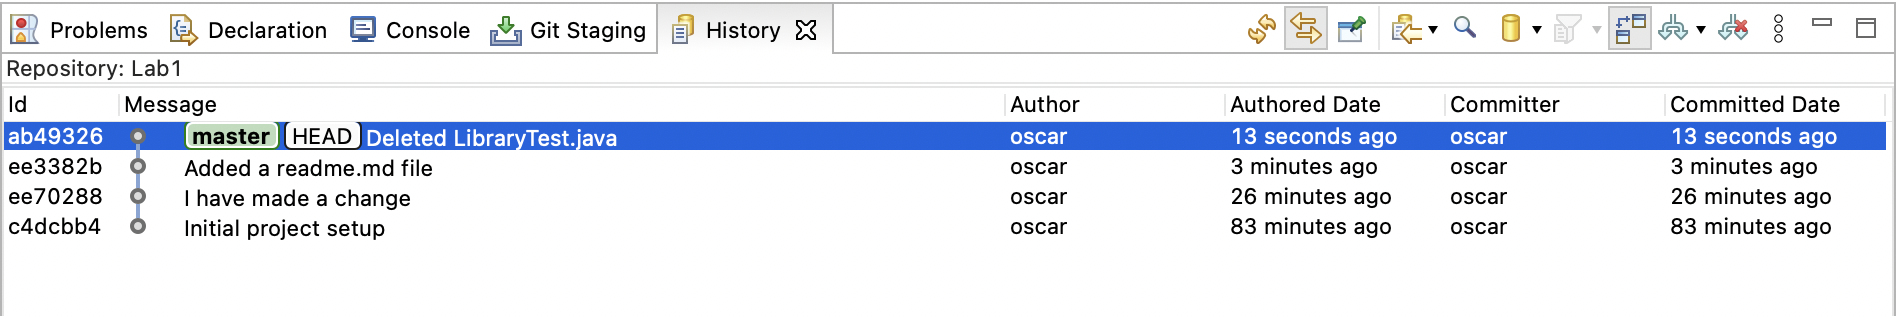 Problems Declaration Console Git Staging History
Repository: Lab1
Id Message Author Authored Date Committer Committed Date
ab49326 master HEAD Deleted LibraryTest.java oscar 13 seconds ago oscar 13 seconds ago
ee3382b Added a readme.md file oscar 3 minutes ago oscar 3 minutes ago
ee70288 I have made a change oscar 26 minutes ago oscar 26 minutes ago
c4dcbb4 Initial project setup oscar 83 minutes ago oscar 83 minutes ago